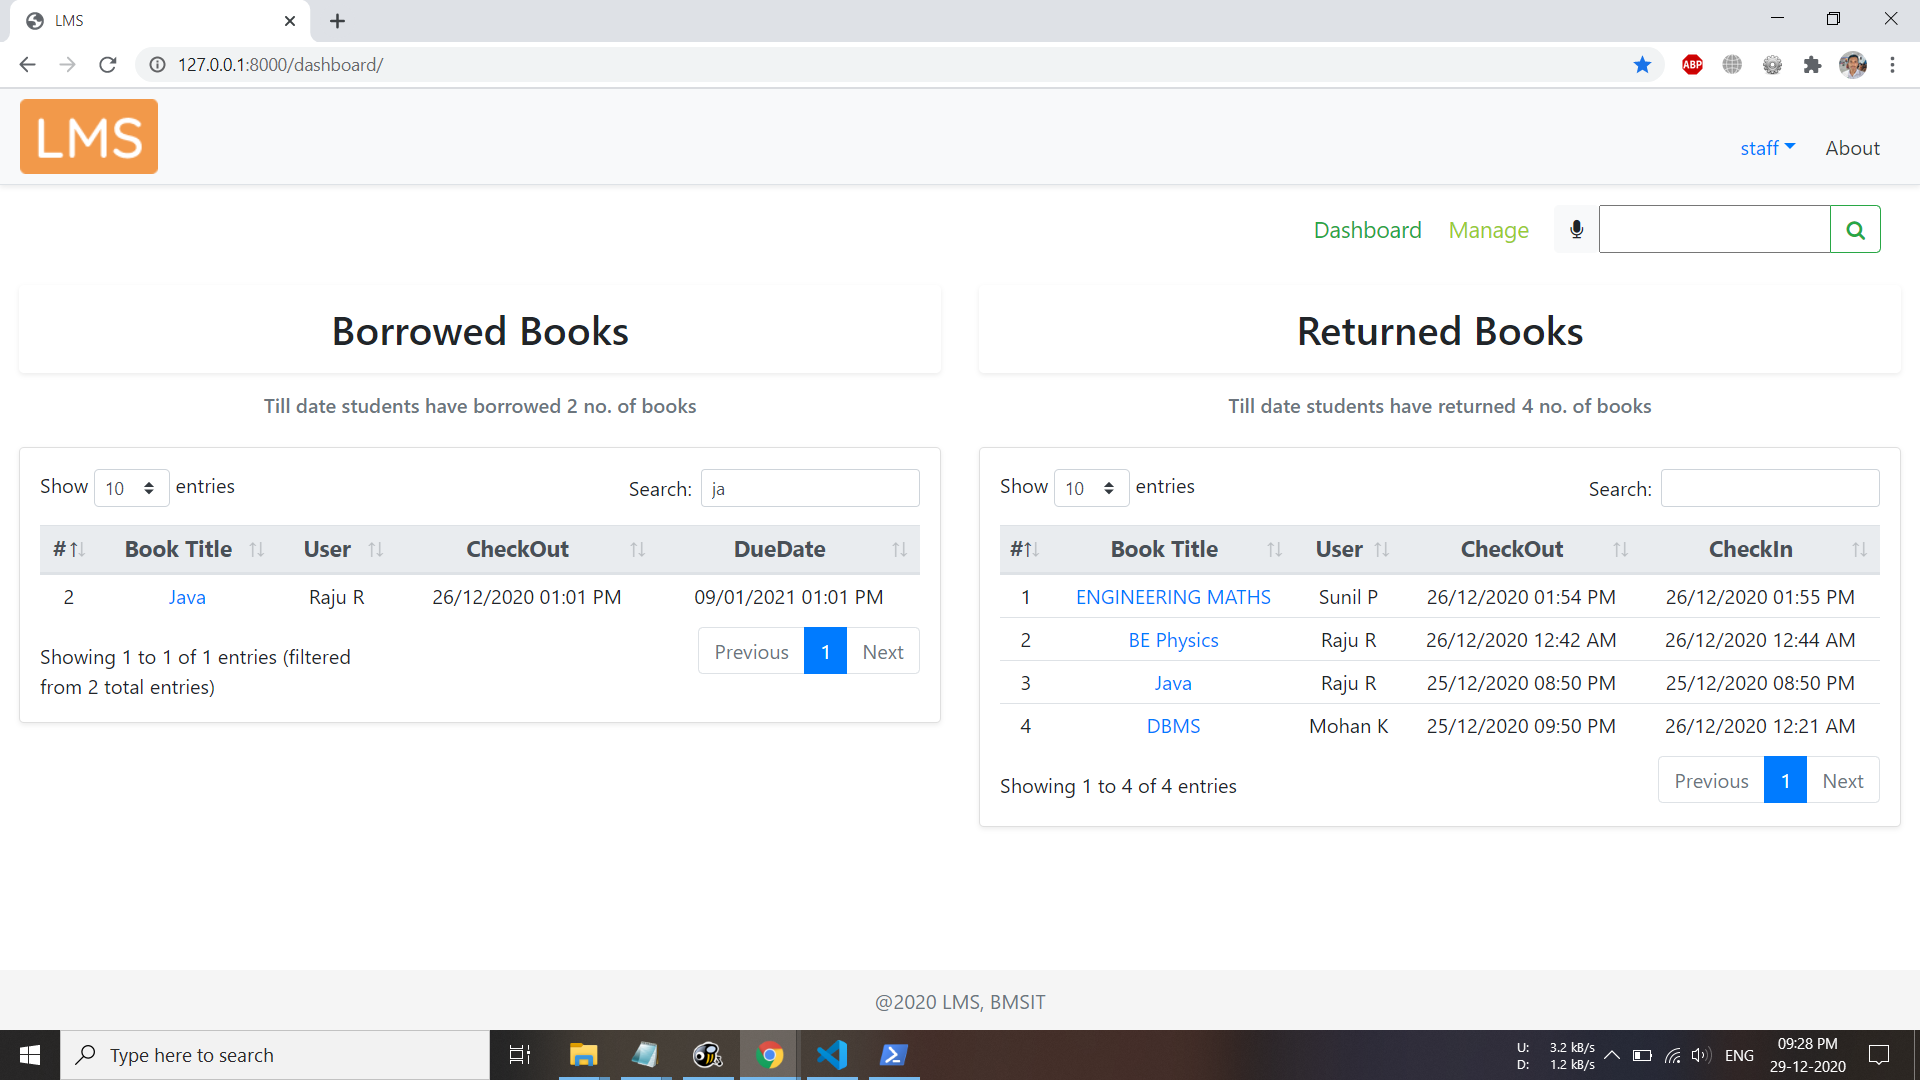 LMS
127.0.0.1:8000/dashboard/
ABP
LMS
staff
About
Dashboard
Manage
Borrowed Books
Till date students have borrowed 2 no. of books
Show 10 entries
Search: ja
# Book Title User CheckOut DueDate
2 Java Raju R 26/12/2020 01:01 PM 09/01/2021 01:01 PM
Showing 1 to 1 of 1 entries (filtered
from 2 total entries)
Previous 1 Next
Returned Books
Till date students have returned 4 no. of books
Show 10 entries
Search:
# Book Title User CheckOut CheckIn
1 ENGINEERING MATHS Sunil P 26/12/2020 01:54 PM 26/12/2020 01:55 PM
2 BE Physics Raju R 26/12/2020 12:42 AM 26/12/2020 12:44 AM
3 Java Raju R 25/12/2020 08:50 PM 25/12/2020 08:50 PM
4 DBMS Mohan K 25/12/2020 09:50 PM 26/12/2020 12:21 AM
Showing 1 to 4 of 4 entries
Previous 1 Next
@2020 LMS, BMSIT
Type here to search
U: 3.2 kB/s
D: 1.2 kB/s
ENG
09:28 PM
29-12-2020